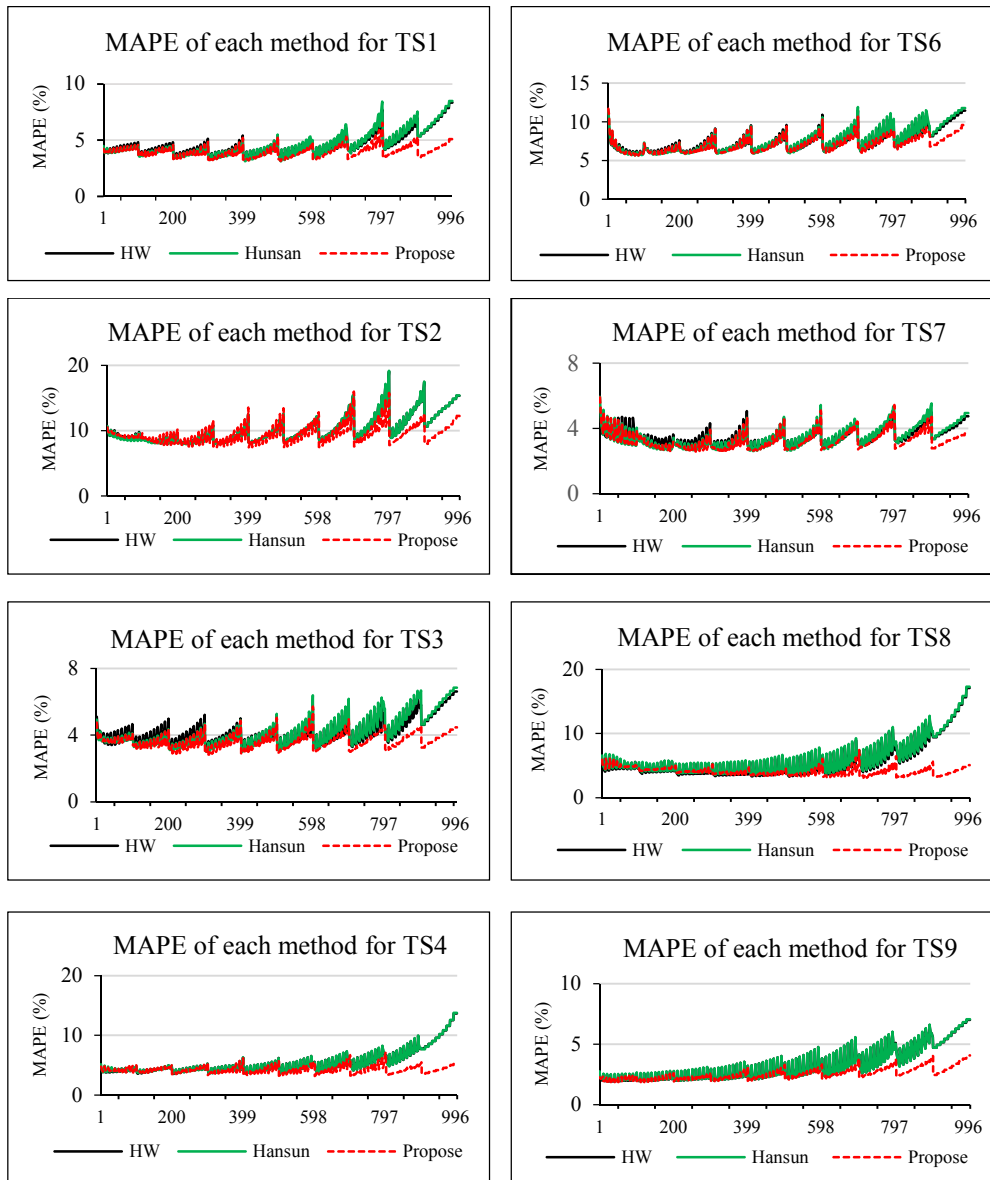 MAPE of each method for TS1
MAPE (%)
10
5
0
1 200 399 598 797 996
HW Hunsan Propose
MAPE of each method for TS6
MAPE (%)
15
10
5
0
1 200 399 598 797 996
HW Hansun Propose
MAPE of each method for TS2
MAPE (%)
20
10
0
1 200 399 598 797 996
HW Hansun Propose
MAPE of each method for TS7
MAPE (%)
8
4
0
1 200 399 598 797 996
HW Hansun Propose
MAPE of each method for TS3
MAPE (%)
8
4
0
1 200 399 598 797 996
HW Hansun Propose
MAPE of each method for TS8
MAPE (%)
20
10
0
1 200 399 598 797 996
HW Hansun Propose
MAPE of each method for TS4
MAPE (%)
20
10
0
1 200 399 598 797 996
HW Hansun Propose
MAPE of each method for TS9
MAPE (%)
10
5
0
1 200 399 598 797 996
HW Hansun Propose